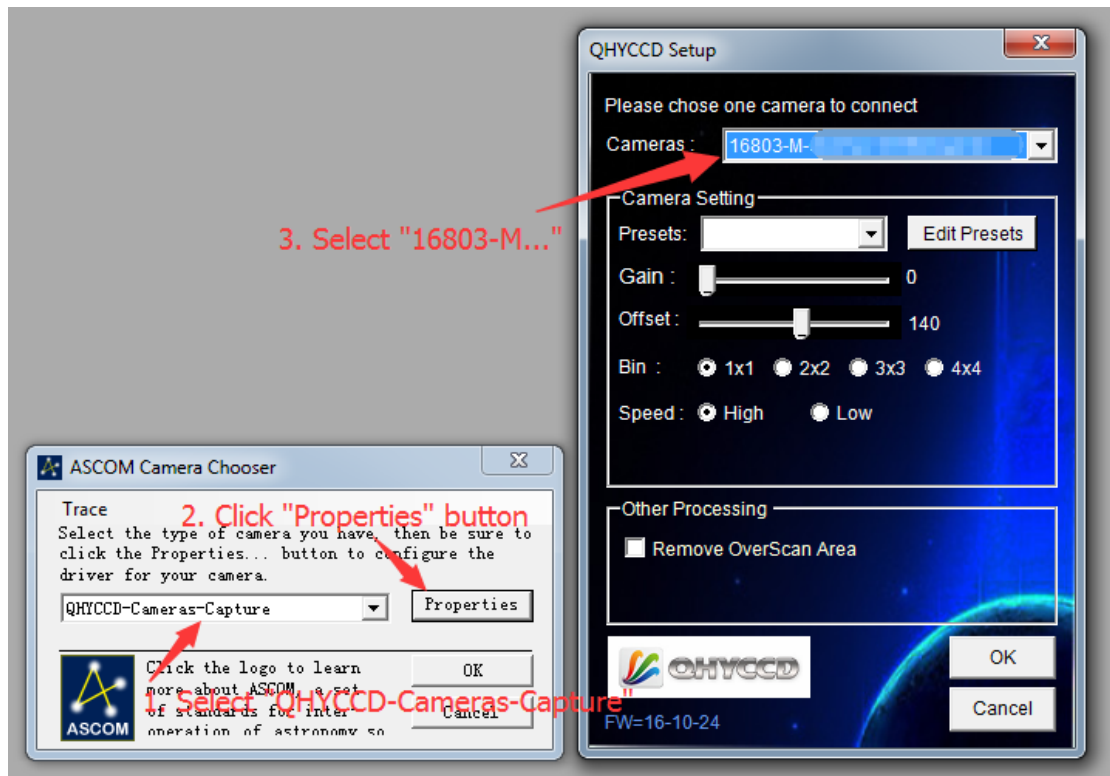 QHYCCD Setup
Please chose one camera to connect
Cameras : 16803-M-
Camera Setting
3. Select "16803-M..."
Presets: Edit Presets
Gain : 0
Offset : 140
Bin : 1x1 2x2 3x3 4x4
Speed : High Low
Other Processing
Remove OverScan Area
QHYCCD
OK
FW=16-10-24 Cancel
ASCOM Camera Chooser
Trace
2. Click "Properties" button
Select the type of camera you have, then be sure to
click the Properties... button to configure the
driver for your camera.
QHYCCD-Cameras-Capture Properties
Click the logo to learn OK
more about ASCOM, a set
1. Select "QHYCCD-Cameras-Capture"
of standards for inter- Cancel
ASCOM operation of astronomy so